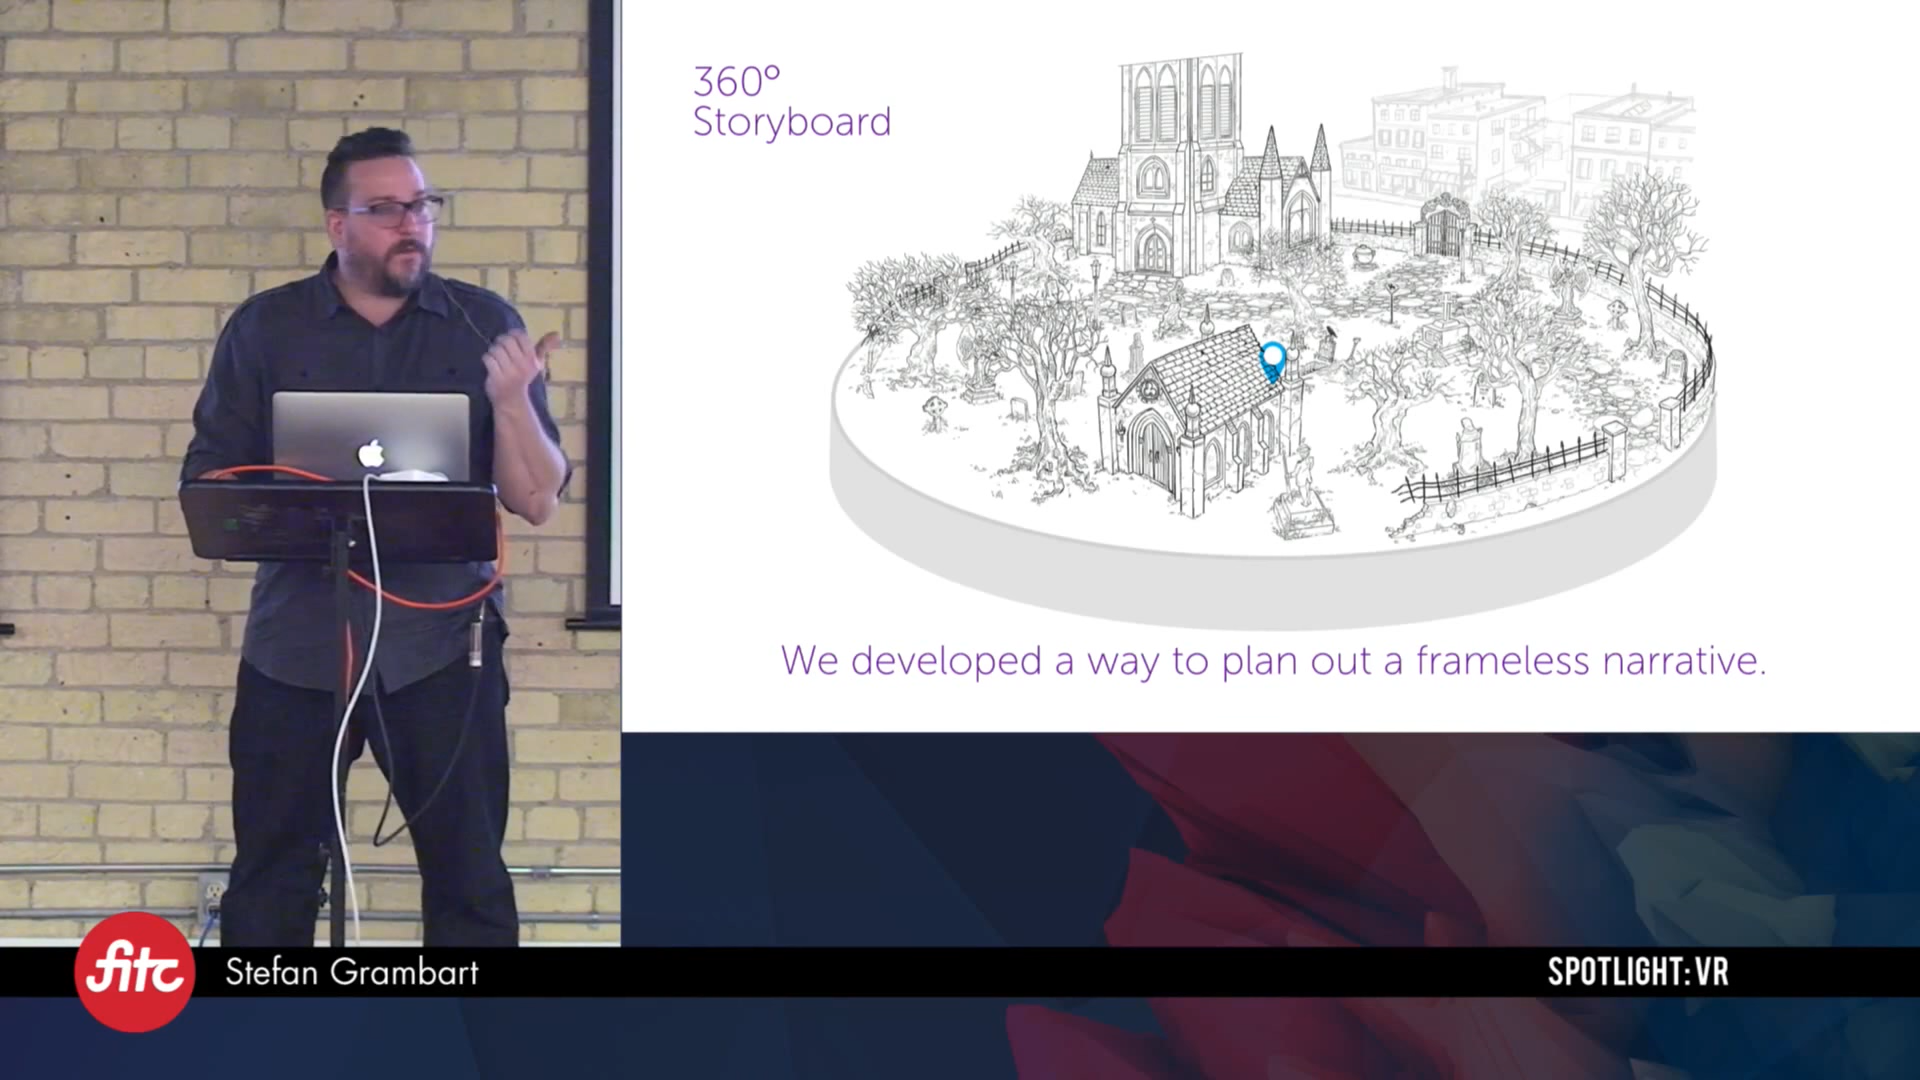 360°
Storyboard
We developed a way to plan out a frameless narrative.
fitc
Stefan Grambart
SPOTLIGHT: VR